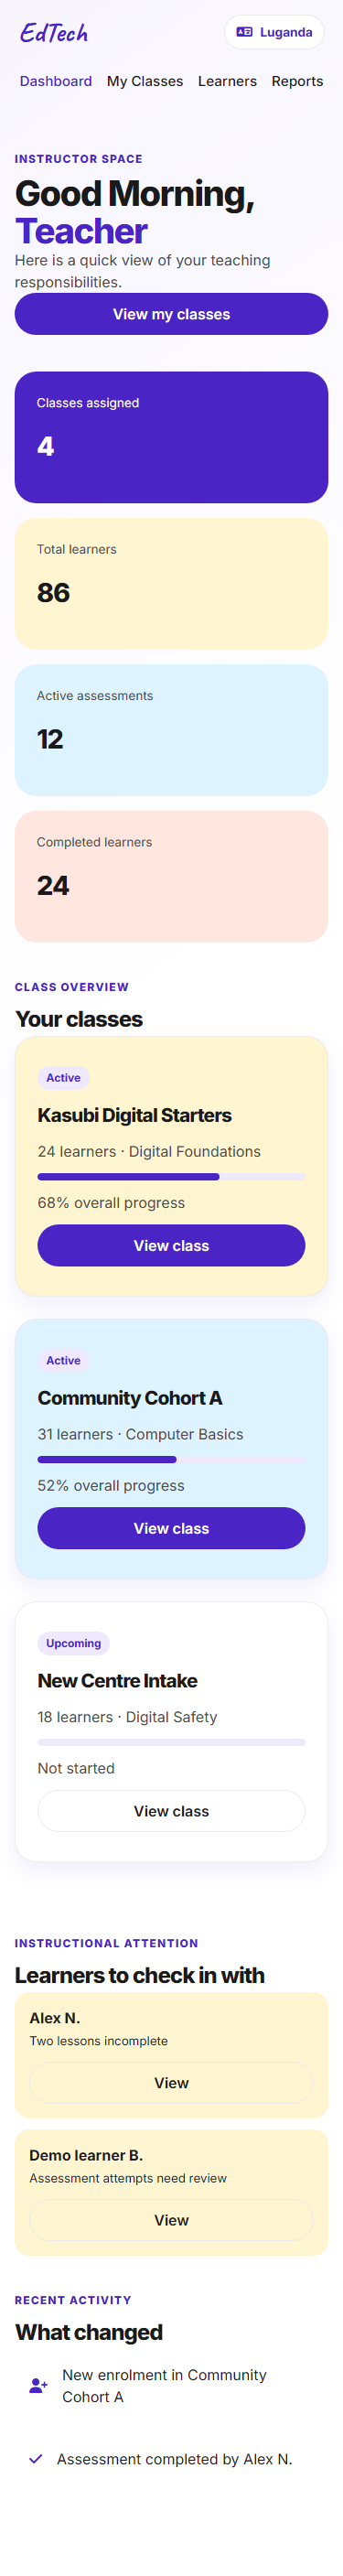 EdTech
Luganda
Dashboard My Classes Learners Reports
INSTRUCTOR SPACE
Good Morning,
Teacher
Here is a quick view of your teaching
responsibilities.
View my classes
Classes assigned
4
Total learners
86
Active assessments
12
Completed learners
24
CLASS OVERVIEW
Your classes
Active
Kasubi Digital Starters
24 learners · Digital Foundations
68% overall progress
View class
Active
Community Cohort A
31 learners · Computer Basics
52% overall progress
View class
Upcoming
New Centre Intake
18 learners · Digital Safety
Not started
View class
INSTRUCTIONAL ATTENTION
Learners to check in with
Alex N.
Two lessons incomplete
View
Demo learner B.
Assessment attempts need review
View
RECENT ACTIVITY
What changed
New enrolment in Community
Cohort A
Assessment completed by Alex N.